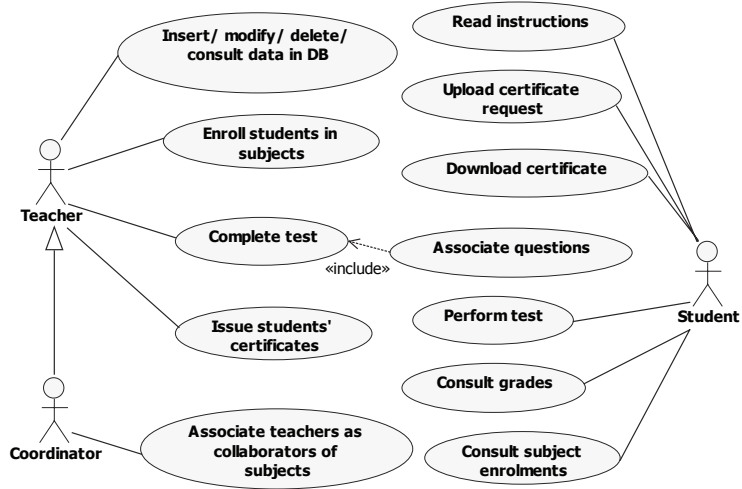 Insert/ modify/ delete/
consult data in DB
Read instructions
Upload certificate
request
Enroll students in
subjects
Download certificate
Teacher
Complete test
Associate questions
«include»
Student
Perform test
Issue students'
certificates
Consult grades
Coordinator
Associate teachers as
collaborators of
subjects
Consult subject
enrolments